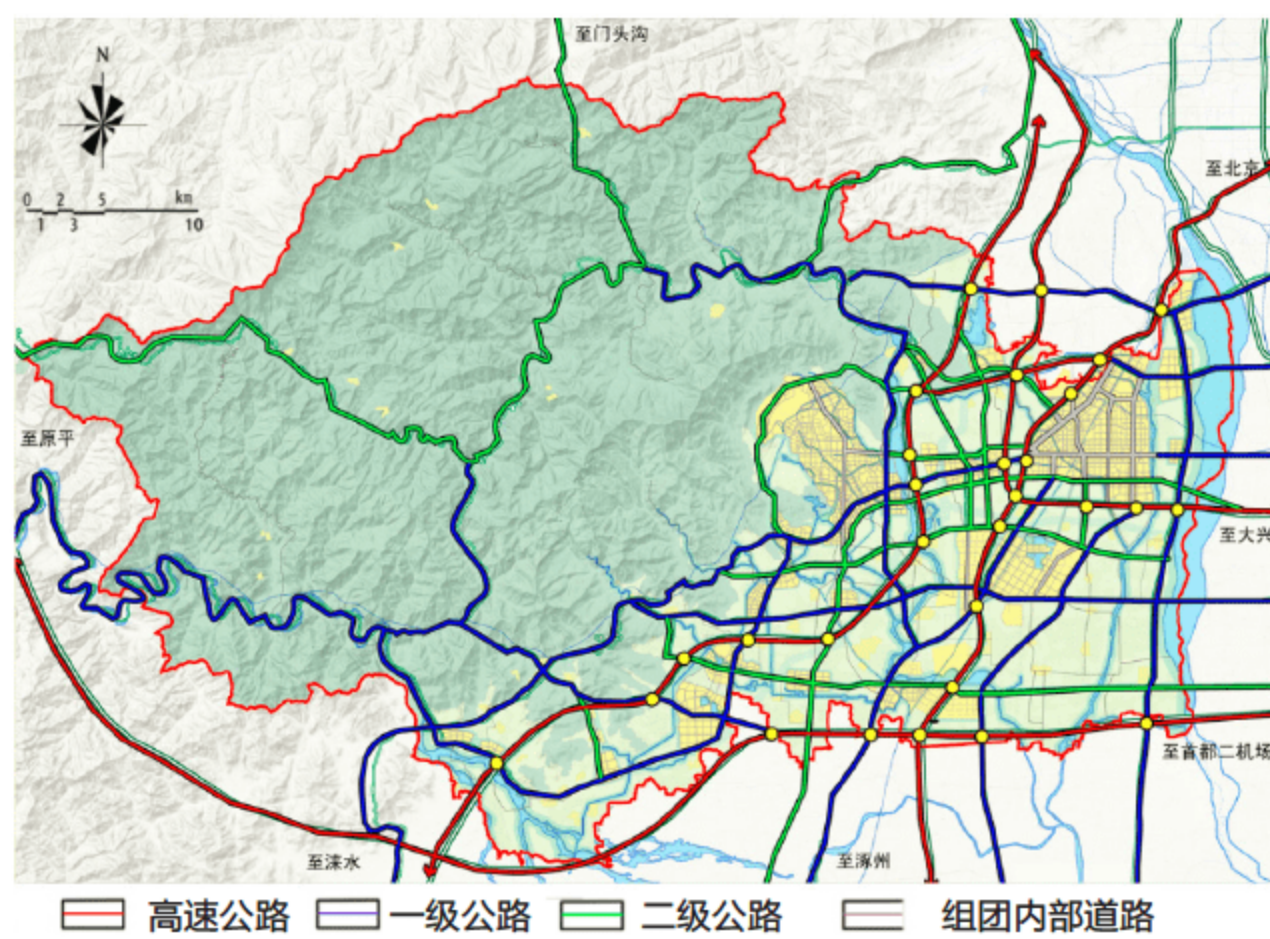 至门头沟
N
至北京
0 2 5 km
1 3 10
至原平
至大兴
至首都二机场
至涞水
至涿州
高速公路 一级公路 二级公路 组团内部道路